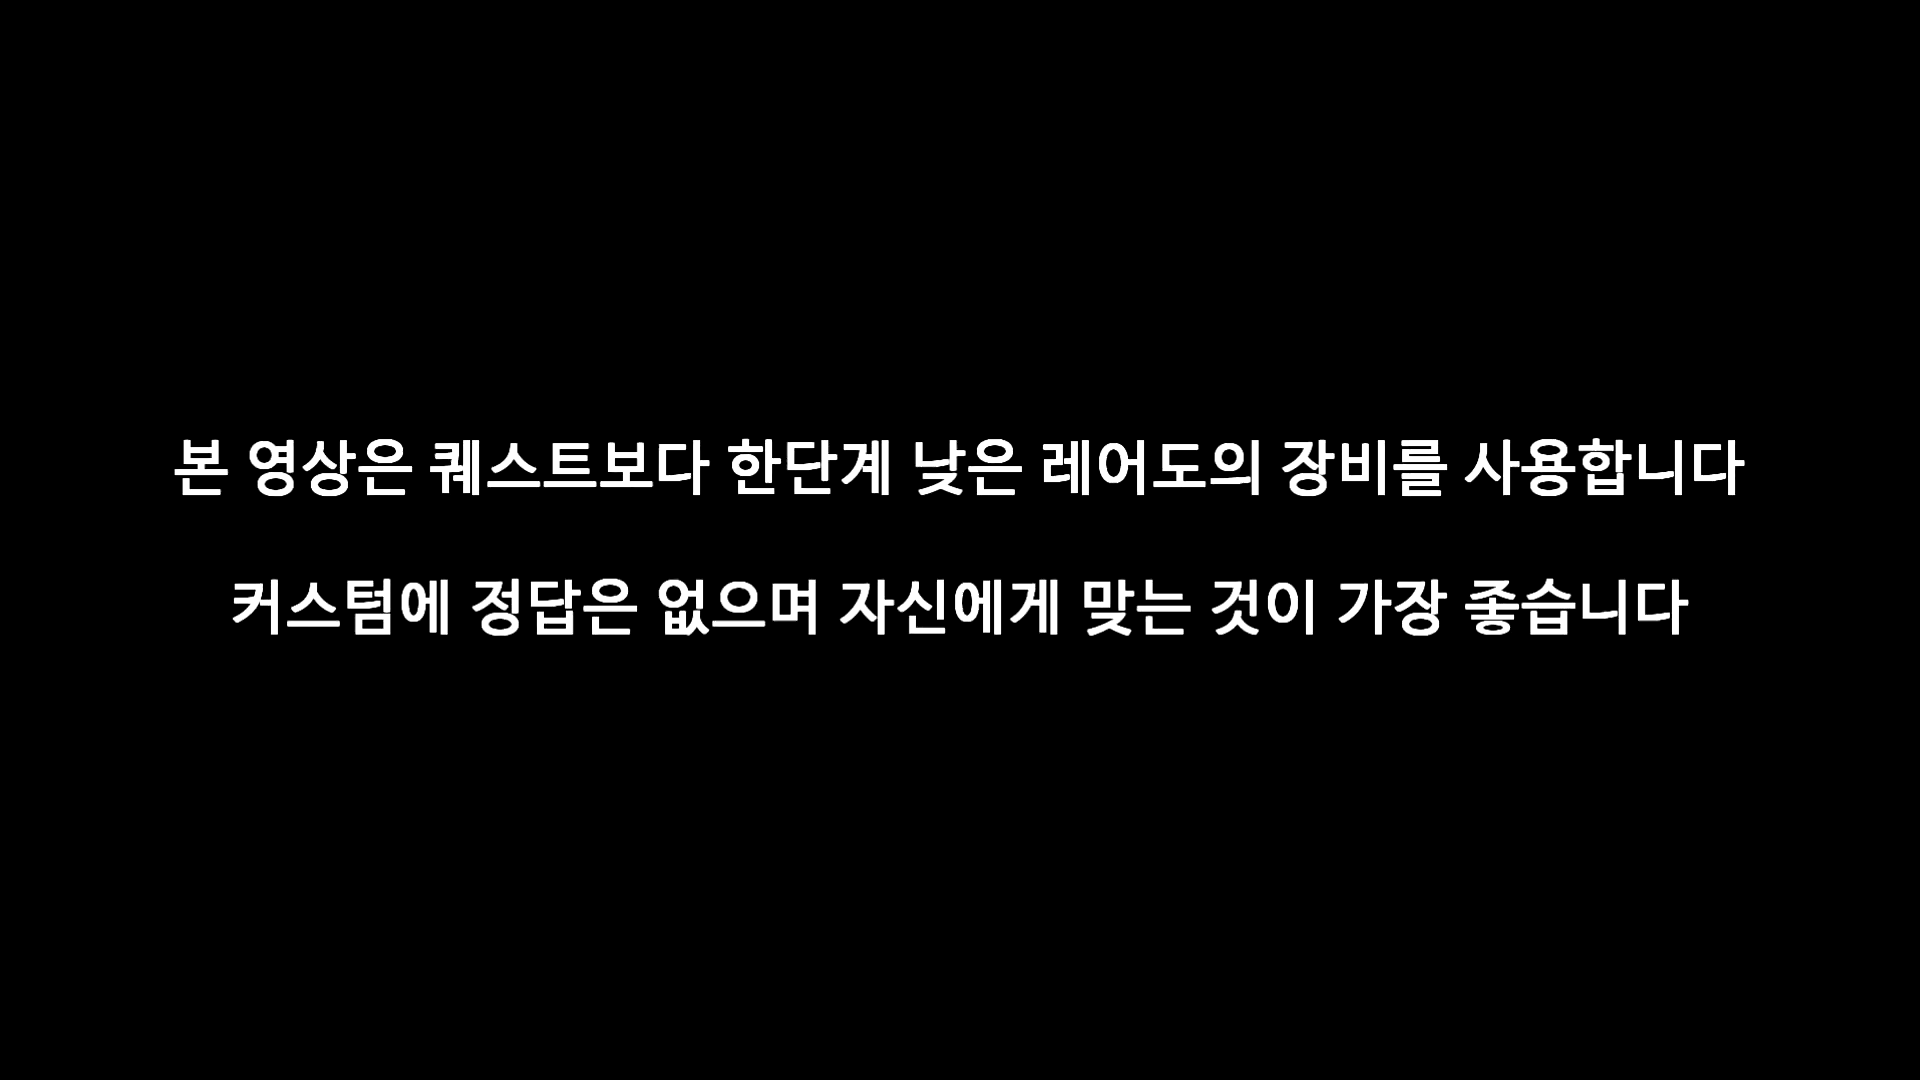 본 영상은 퀘스트보다 한단계 낮은 레어도의 장비를 사용합니다
커스텀에 정답은 없으며 자신에게 맞는 것이 가장 좋습니다